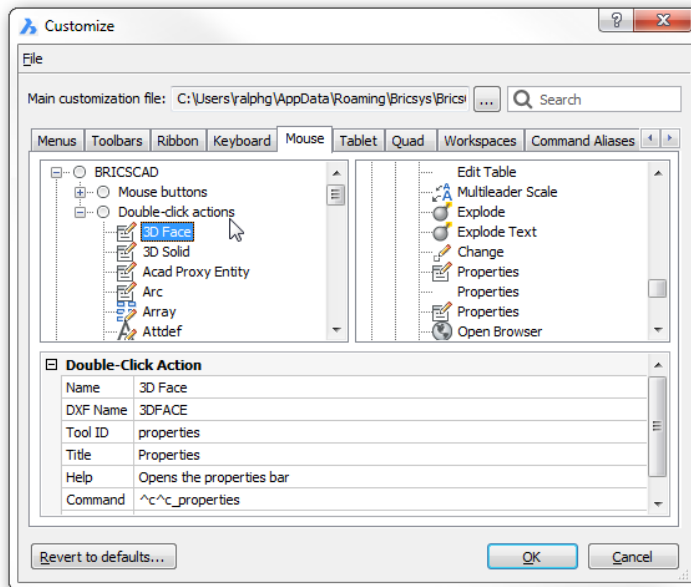 Customize
File
Main customization file: C:\Users\ralphg\AppData\Roaming\Bricsys\Brics ... Search
Menus Toolbars Ribbon Keyboard Mouse Tablet Quad Workspaces Command Aliases
BRICSCAD
Mouse buttons
Double-click actions
3D Face
3D Solid
Acad Proxy Entity
Arc
Array
Attdef
Edit Table
Multileader Scale
Explode
Explode Text
Change
Properties
Properties
Properties
Open Browser
Double-Click Action
Name 3D Face
DXF Name 3DFACE
Tool ID properties
Title Properties
Help Opens the properties bar
Command ^c^c_properties
Revert to defaults... OK Cancel